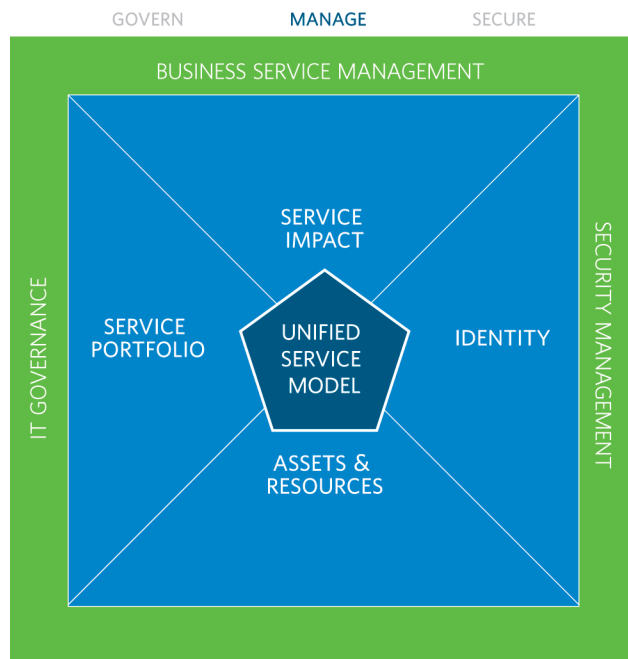 GOVERN MANAGE SECURE
BUSINESS SERVICE MANAGEMENT
SERVICE
IMPACT
IT GOVERNANCE
SERVICE
PORTFOLIO
UNIFIED
SERVICE
MODEL
IDENTITY
SECURITY MANAGEMENT
ASSETS &
RESOURCES